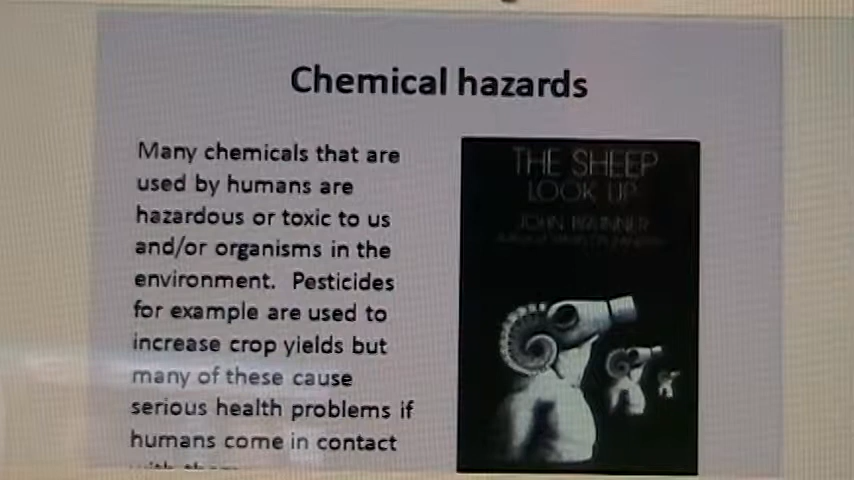 Chemical hazards
Many chemicals that are
used by humans are
hazardous or toxic to us
and/or organisms in the
environment. Pesticides
for example are used to
increase crop yields but
many of these cause
serious health problems if
humans come in contact
THE SHEEP
LOOK UP
JOHN BRUNNER